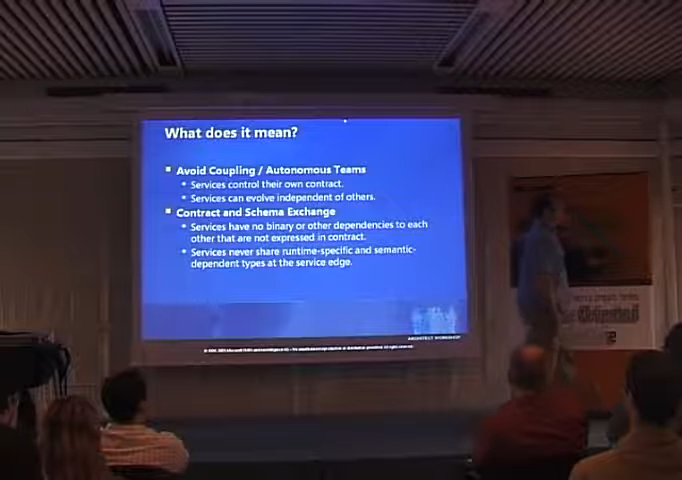 What does it mean?
Avoid Coupling / Autonomous Teams
Services control their own contract.
Services can evolve independent of others.
Contract and Schema Exchange
Services have no binary or other dependencies to each
other that are not expressed in contract.
Services never share runtime-specific and semantic-
dependent types at the service edge.
ARCHITECT WORKSHOP